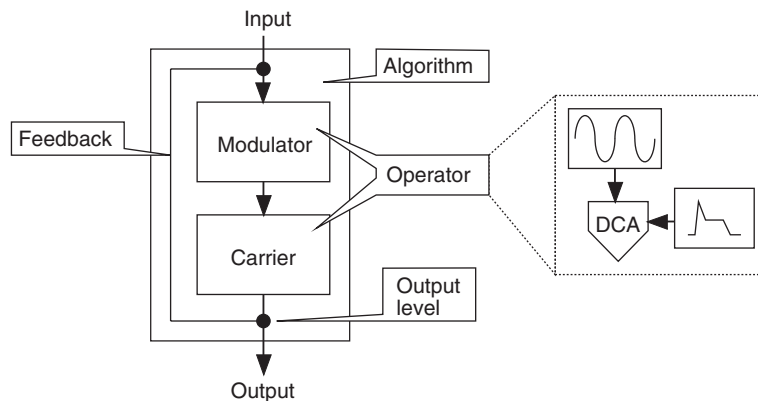 Input
Algorithm
Feedback
Modulator
Operator
DCA
Carrier
Output
level
Output